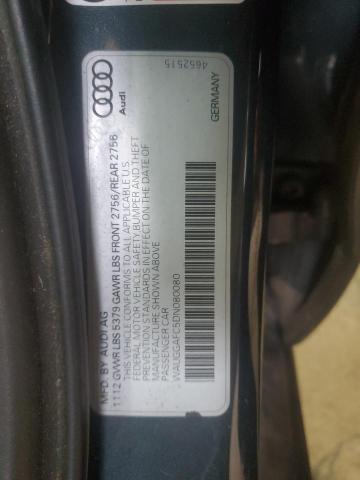 Audi
4652515
GERMANY
MFD. BY AUDI AG
1112 GVWR LBS 5379 GAWR LBS FRONT 2756/REAR 2756
THIS VEHICLE CONFORMS TO ALL APPLICABLE U.S.
FEDERAL MOTOR VEHICLE SAFETY, BUMPER AND THEFT
PREVENTION STANDARDS IN EFFECT ON THE DATE OF
MANUFACTURE SHOWN ABOVE
PASSENGER CAR
WAUGGAFC5DN080080